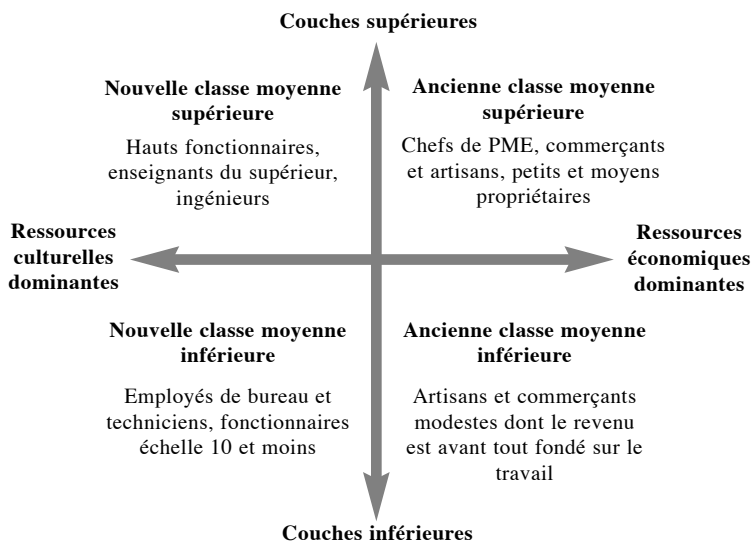 Couches supérieures
Nouvelle classe moyenne
supérieure
Hauts fonctionnaires,
enseignants du supérieur,
ingénieurs
Ancienne classe moyenne
supérieure
Chefs de PME, commerçants
et artisans, petits et moyens
propriétaires
Ressources
culturelles
dominantes
Ressources
économiques
dominantes
Nouvelle classe moyenne
inférieure
Employés de bureau et
techniciens, fonctionnaires
échelle 10 et moins
Ancienne classe moyenne
inférieure
Artisans et commerçants
modestes dont le revenu
est avant tout fondé sur le
travail
Couches inférieures